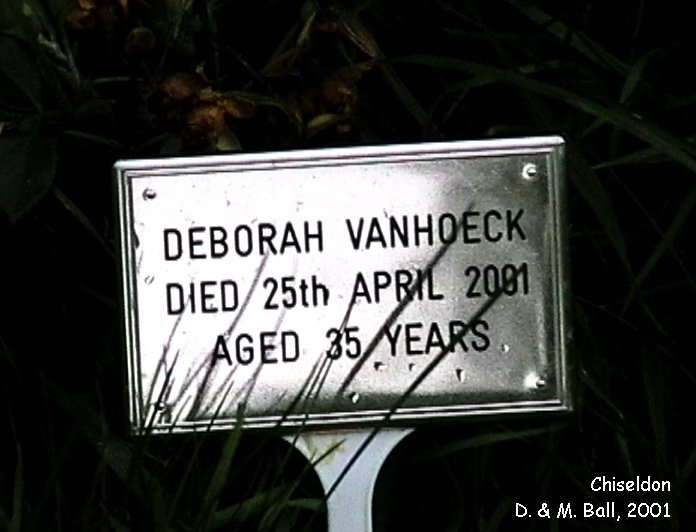 DEBORAH VANHOECK
DIED 25th APRIL 2001
AGED 35 YEARS
Chiseldon
D. & M. Ball, 2001